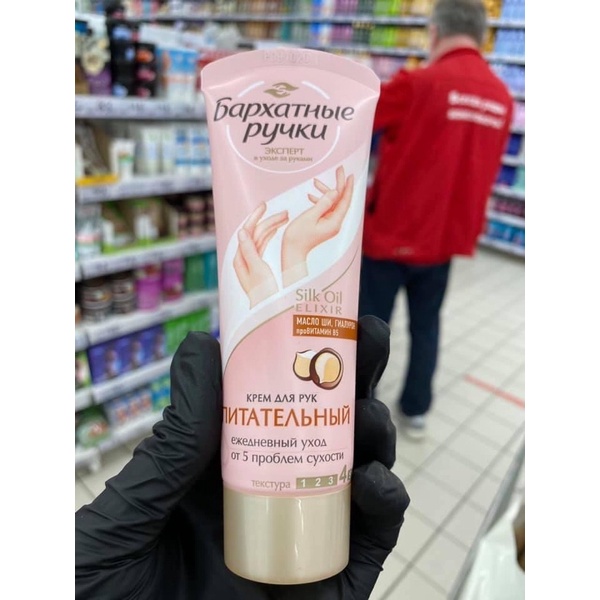 Бархатные
ручки
ЭКСПЕРТ
в уходе за руками
Silk Oil
ELIXIR
МАСЛО ШИ, ГИАЛУРОН
проВИТАМИН B5
КРЕМ ДЛЯ РУК
ПИТАТЕЛЬНЫЙ
ежедневный уход
от 5 проблем сухости
текстура 1 2 3 4